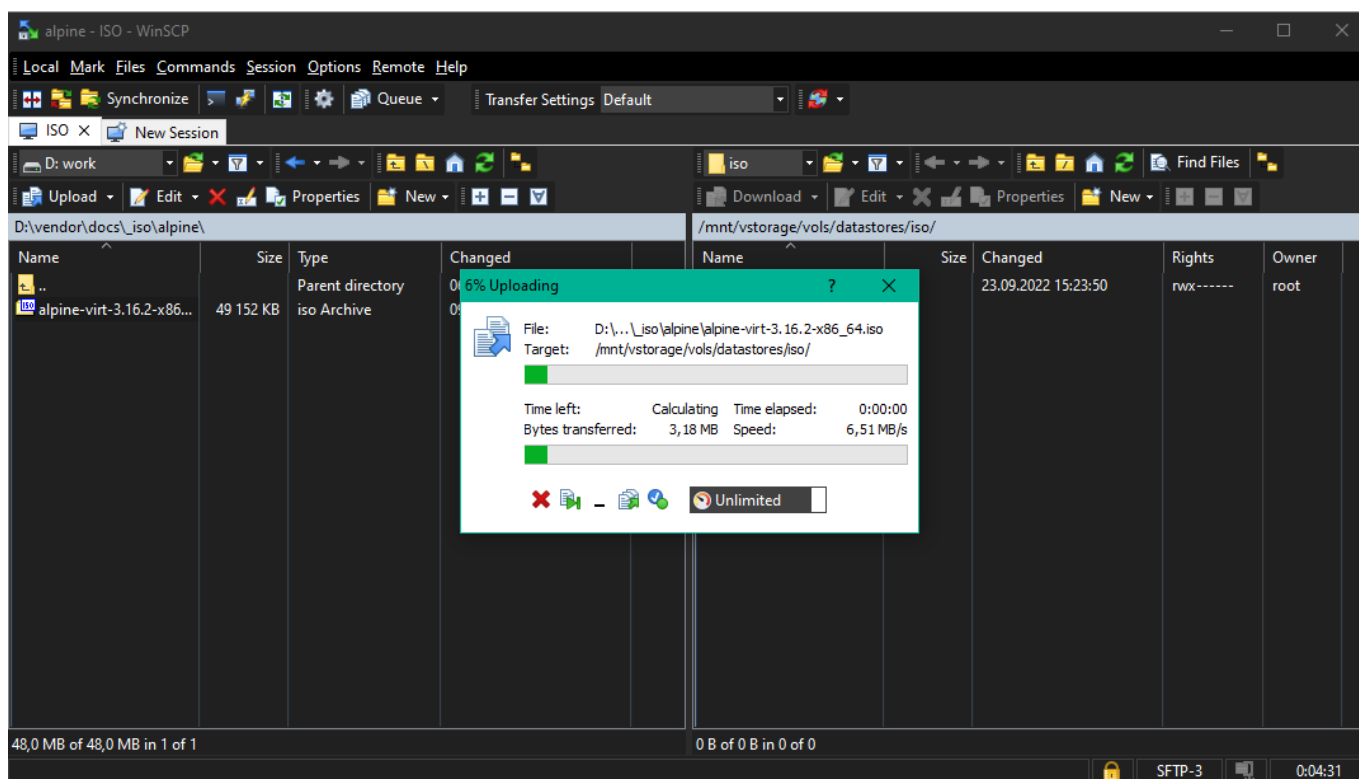 alpine - ISO - WinSCP
Local Mark Files Commands Session Options Remote Help
Synchronize Queue Transfer Settings Default
ISO New Session
D: work iso Find Files
Upload Edit Properties New Download Edit Properties New
D:\vendor\docs\_iso\alpine\ /mnt/vstorage/vols/datastores/iso/
Name Size Type Changed Name Size Changed Rights Owner
.. Parent directory 23.09.2022 15:23:50 rwx------ root
alpine-virt-3.16.2-x86... 49 152 KB iso Archive
6% Uploading ?
File: D:\...\_iso\alpine\alpine-virt-3.16.2-x86_64.iso
Target: /mnt/vstorage/vols/datastores/iso/
Time left: Calculating Time elapsed: 0:00:00
Bytes transferred: 3,18 MB Speed: 6,51 MB/s
Unlimited
48,0 MB of 48,0 MB in 1 of 1 0 B of 0 B in 0 of 0
SFTP-3 0:04:31